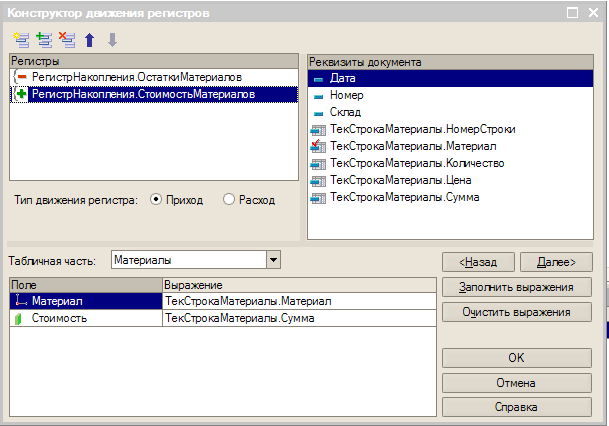 Конструктор движения регистров
Регистры
РегистрНакопления.ОстаткиМатериалов
РегистрНакопления.СтоимостьМатериалов
Тип движения регистра:
Приход
Расход
Реквизиты документа
Дата
Номер
Склад
ТекСтрокаМатериалы.НомерСтроки
ТекСтрокаМатериалы.Материал
ТекСтрокаМатериалы.Количество
ТекСтрокаМатериалы.Цена
ТекСтрокаМатериалы.Сумма
Табличная часть:
Материалы
<Назад
Далее>
Поле
Выражение
Материал
ТекСтрокаМатериалы.Материал
Стоимость
ТекСтрокаМатериалы.Сумма
Заполнить выражения
Очистить выражения
OK
Отмена
Справка